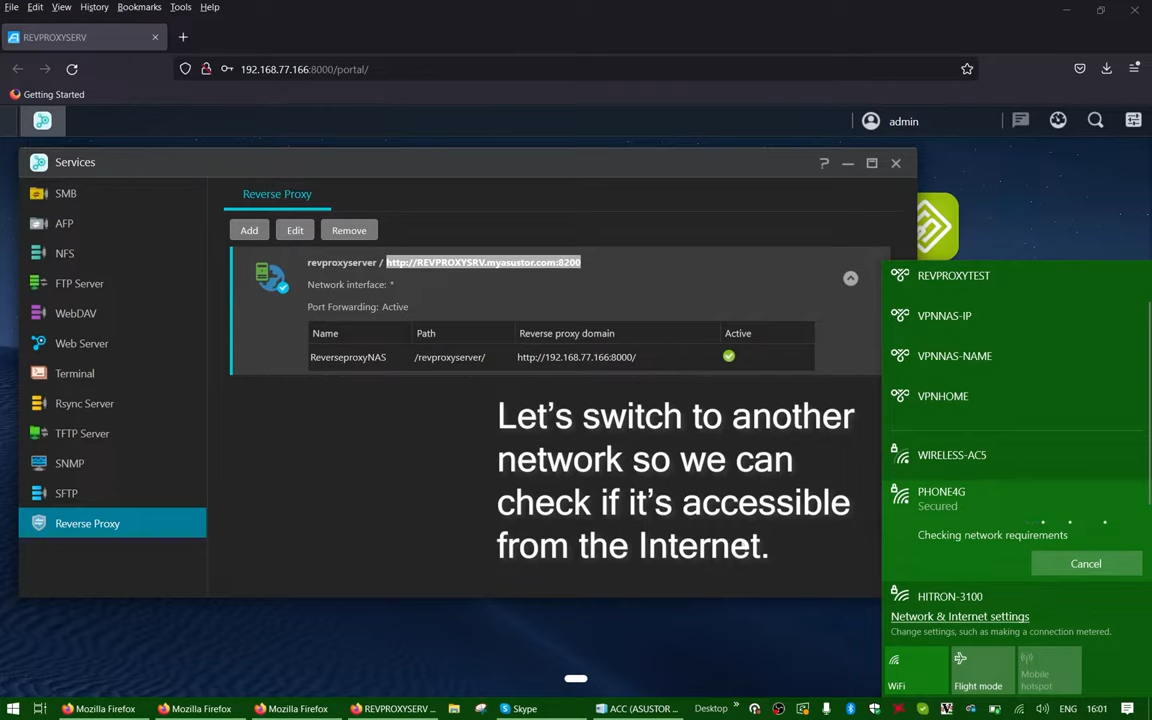 File Edit View History Bookmarks Tools Help
REVPROXYSERV
192.168.77.166:8000/portal/
Getting Started
admin
Services
SMB
AFP
NFS
FTP Server
WebDAV
Web Server
Terminal
Rsync Server
TFTP Server
SNMP
SFTP
Reverse Proxy
Reverse Proxy
Add Edit Remove
revproxyserver / http://REVPROXYSRV.myasustor.com:8200
Network interface: *
Port Forwarding: Active
Name Path Reverse proxy domain Active
ReverseproxyNAS /revproxyserver/ http://192.168.77.166:8000/
Let's switch to another
network so we can
check if it's accessible
from the Internet.
REVPROXYTEST
VPNNAS-IP
VPNNAS-NAME
VPNHOME
WIRELESS-AC5
PHONE4G
Secured
Checking network requirements
Cancel
HITRON-3100
Network & Internet settings
Change settings, such as making a connection metered.
WiFi
Flight mode
Mobile
hotspot
Mozilla Firefox Mozilla Firefox Mozilla Firefox REVPROXYSERV ... Skype ACC (ASUSTOR ... Desktop ENG 16:01